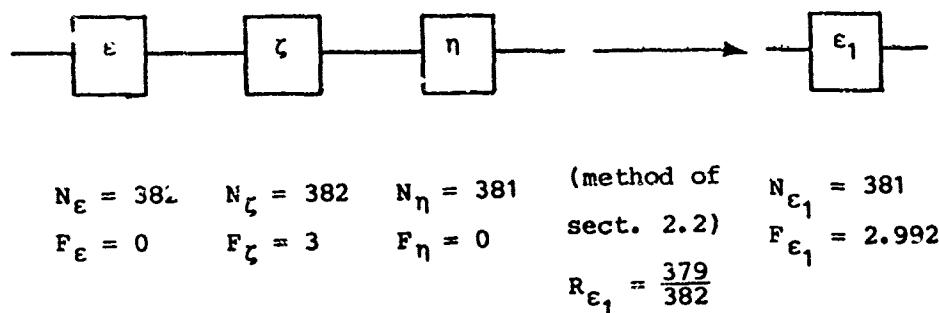 ε ζ η ε₁
N_ε = 382 N_ζ = 382 N_η = 381 (method of sect. 2.2) N_ε₁ = 381
F_ε = 0 F_ζ = 3 F_η = 0 R_ε₁ = 379/382 F_ε₁ = 2.992